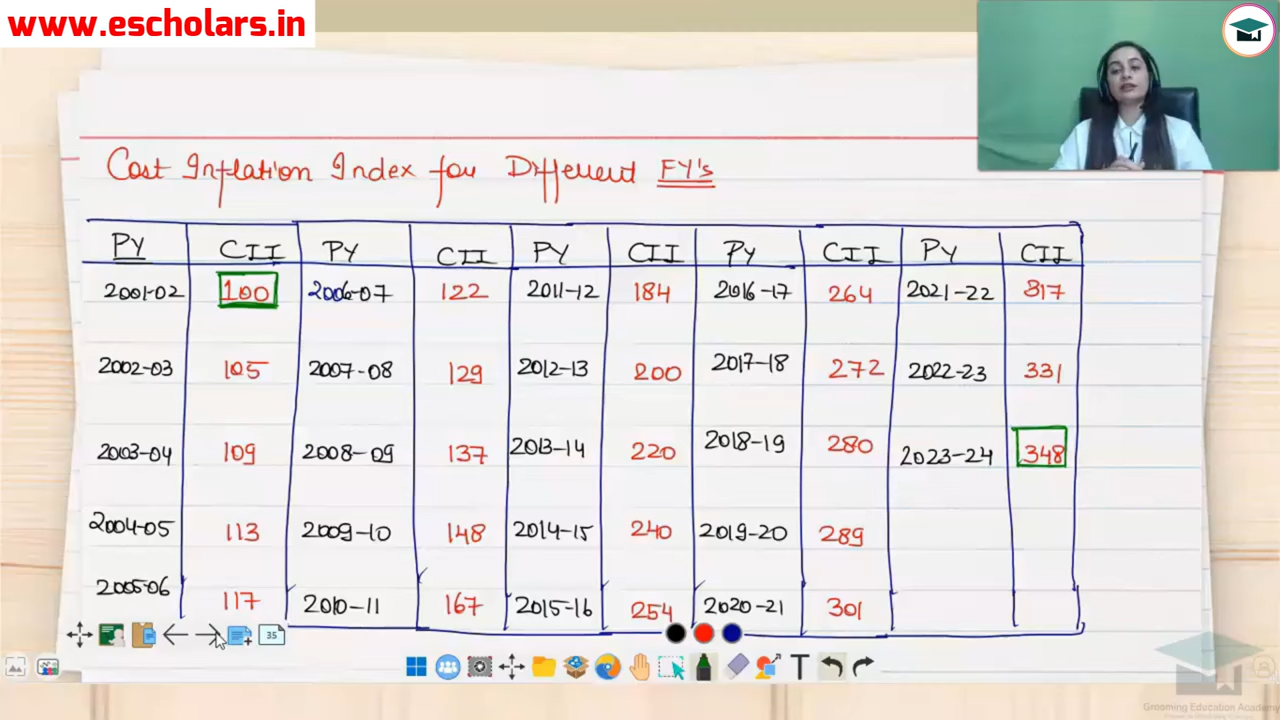 www.escholars.in
Cost Inflation Index for Different FY's
PY CII PY CII PY CII PY CII PY CII
2001-02 100 2006-07 122 2011-12 184 2016-17 264 2021-22 317
2002-03 105 2007-08 129 2012-13 200 2017-18 272 2022-23 331
2003-04 109 2008-09 137 2013-14 220 2018-19 280 2023-24 348
2004-05 113 2009-10 148 2014-15 240 2019-20 289
2005-06 117 2010-11 167 2015-16 254 2020-21 301
35
T
Grooming Education Academy